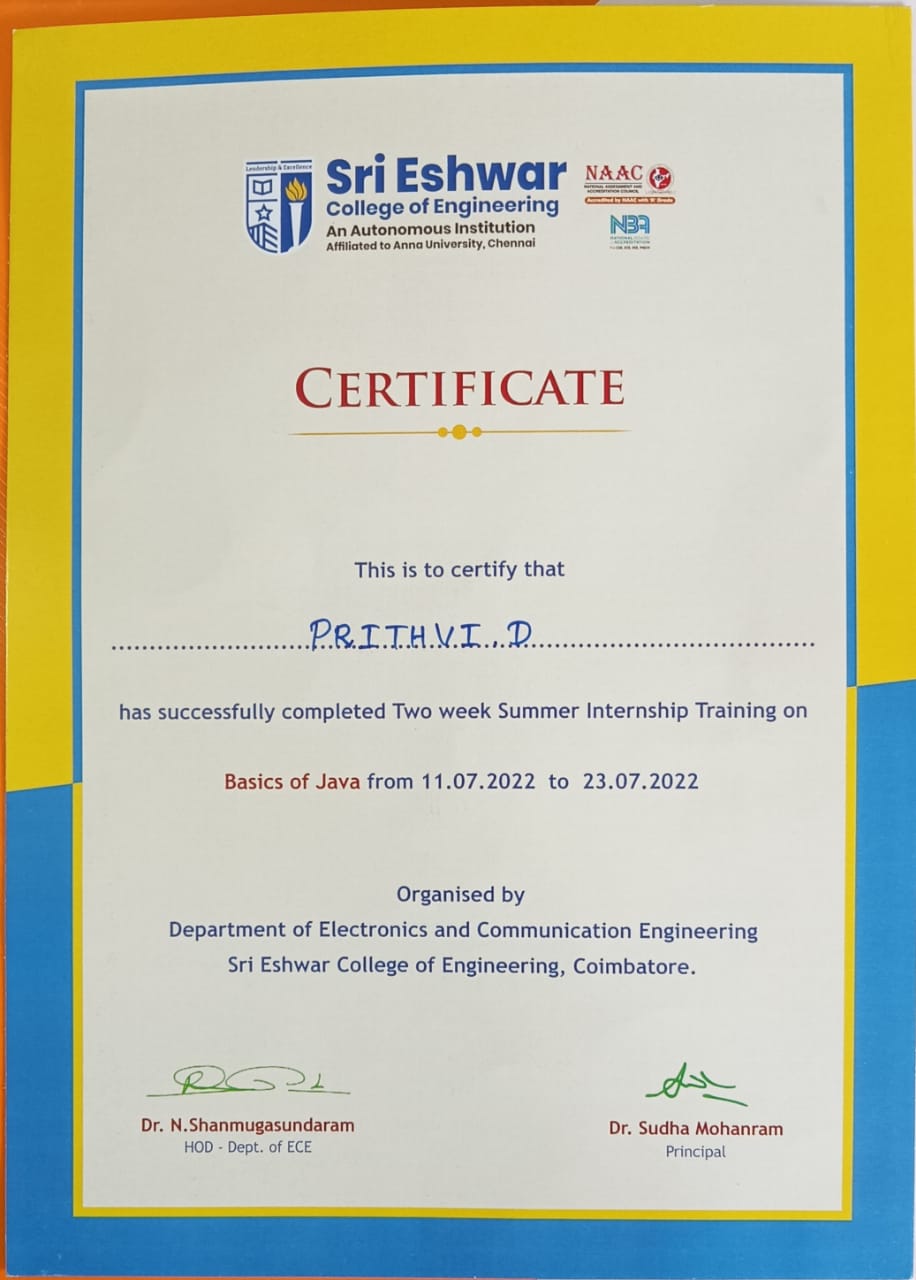 Leadership & Excellence
Sri Eshwar
College of Engineering
An Autonomous Institution
Affiliated to Anna University, Chennai
NAAC
NATIONAL ASSESSMENT AND
ACCREDITATION COUNCIL
Accredited by NAAC with 'A' Grade
NBA
NATIONAL BOARD
of ACCREDITATION
CERTIFICATE
This is to certify that
PRITHVI.D
has successfully completed Two week Summer Internship Training on
Basics of Java from 11.07.2022 to 23.07.2022
Organised by
Department of Electronics and Communication Engineering
Sri Eshwar College of Engineering, Coimbatore.
Dr. N.Shanmugasundaram
HOD - Dept. of ECE
Dr. Sudha Mohanram
Principal